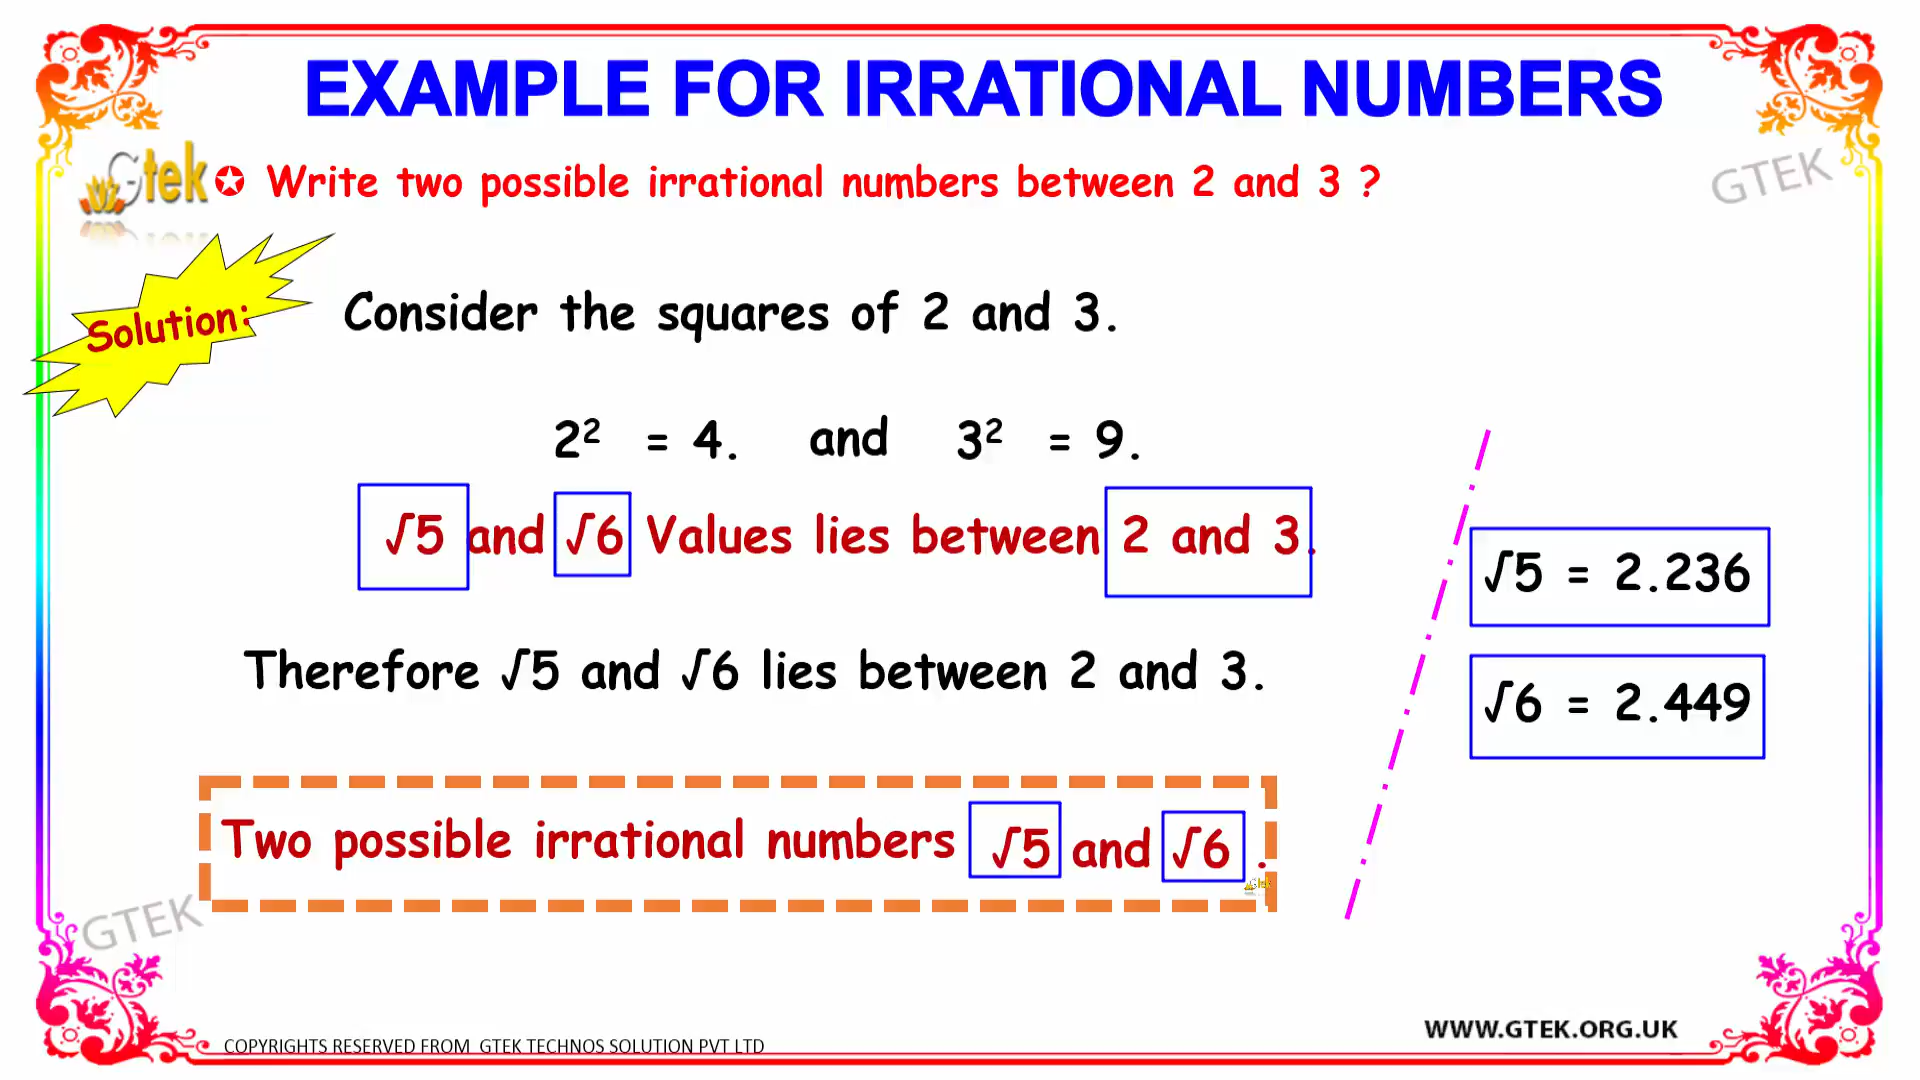 EXAMPLE FOR IRRATIONAL NUMBERS
Gtek
✪ Write two possible irrational numbers between 2 and 3 ?
GTEK
Solution:
Consider the squares of 2 and 3.
2² = 4. and 3² = 9.
√5 and √6 Values lies between 2 and 3.
√5 = 2.236
Therefore √5 and √6 lies between 2 and 3.
√6 = 2.449
Two possible irrational numbers √5 and √6 .
Gtek
GTEK
WWW.GTEK.ORG.UK
COPYRIGHTS RESERVED FROM GTEK TECHNOS SOLUTION PVT LTD